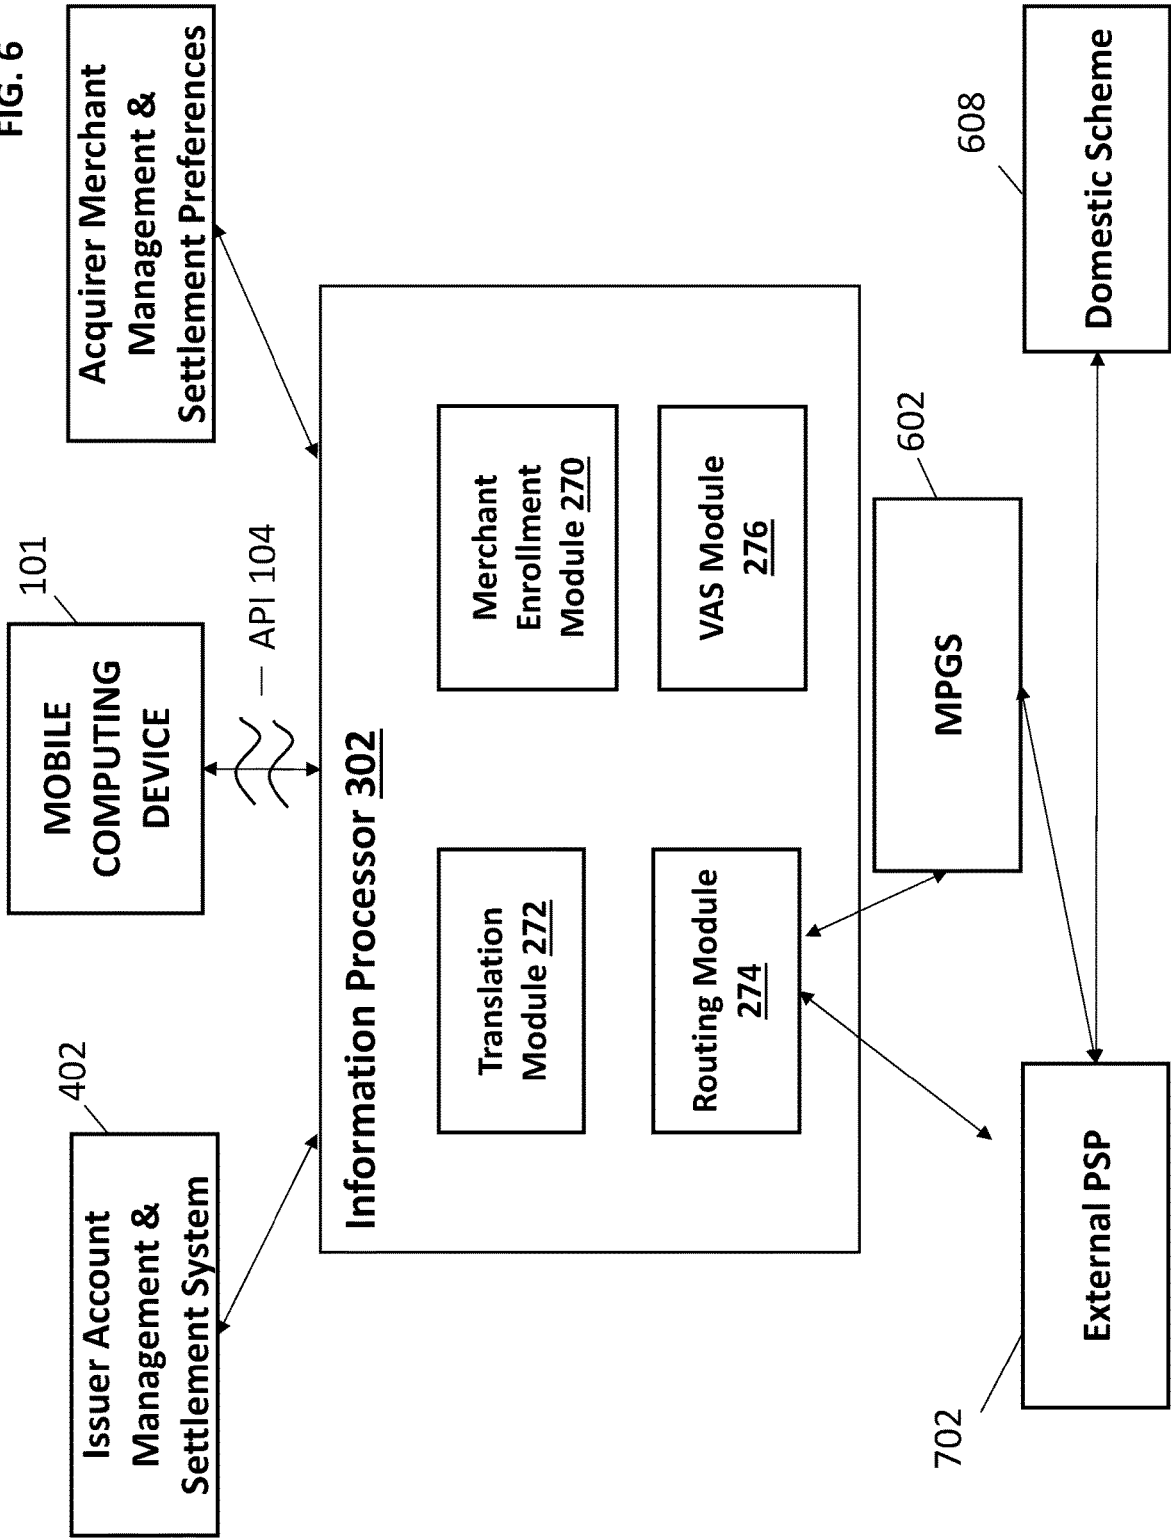 FIG. 6
Issuer Account
Management &
Settlement System
402
MOBILE
COMPUTING
DEVICE
101
API 104
Acquirer Merchant
Management &
Settlement Preferences
Information Processor 302
Translation
Module 272
Merchant
Enrollment
Module 270
Routing Module
274
VAS Module
276
MPGS
602
External PSP
702
Domestic Scheme
608